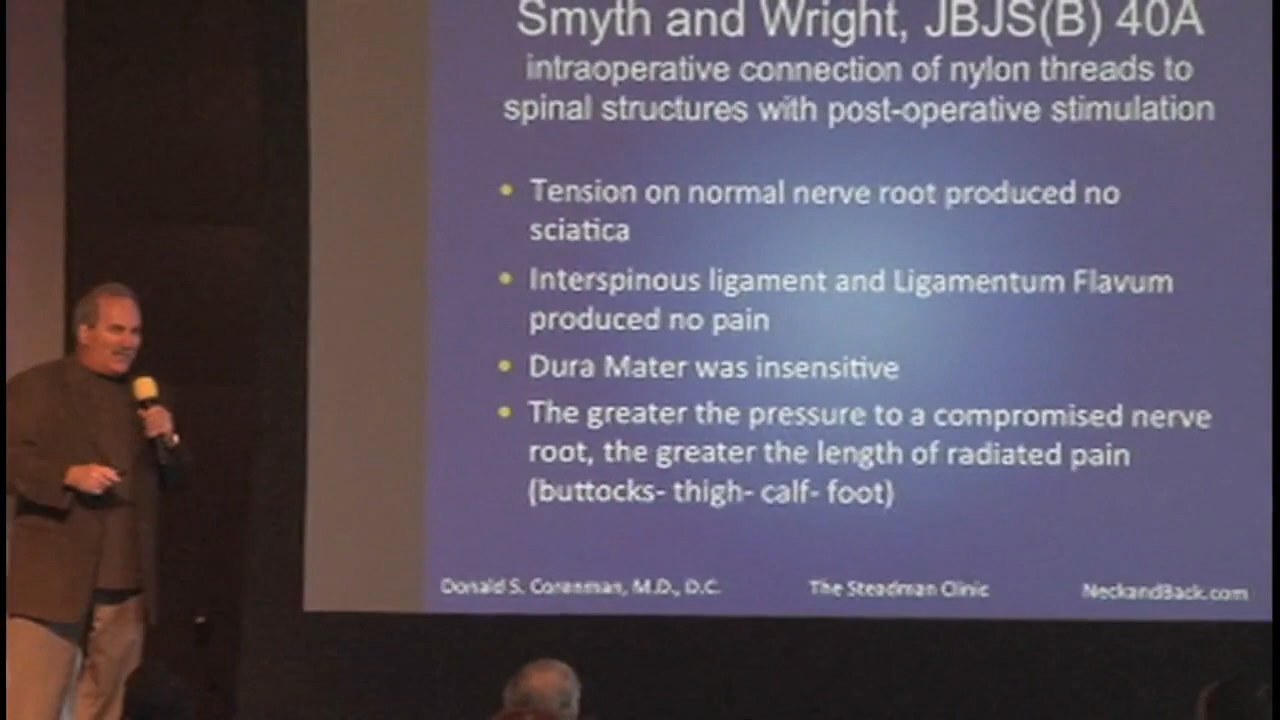 Smyth and Wright, JBJS(B) 40A
intraoperative connection of nylon threads to
spinal structures with post-operative stimulation
• Tension on normal nerve root produced no
sciatica
• Interspinous ligament and Ligamentum Flavum
produced no pain
• Dura Mater was insensitive
• The greater the pressure to a compromised nerve
root, the greater the length of radiated pain
(buttocks- thigh- calf- foot)
Donald S. Corenman, M.D., D.C. The Steadman Clinic NeckandBack.com